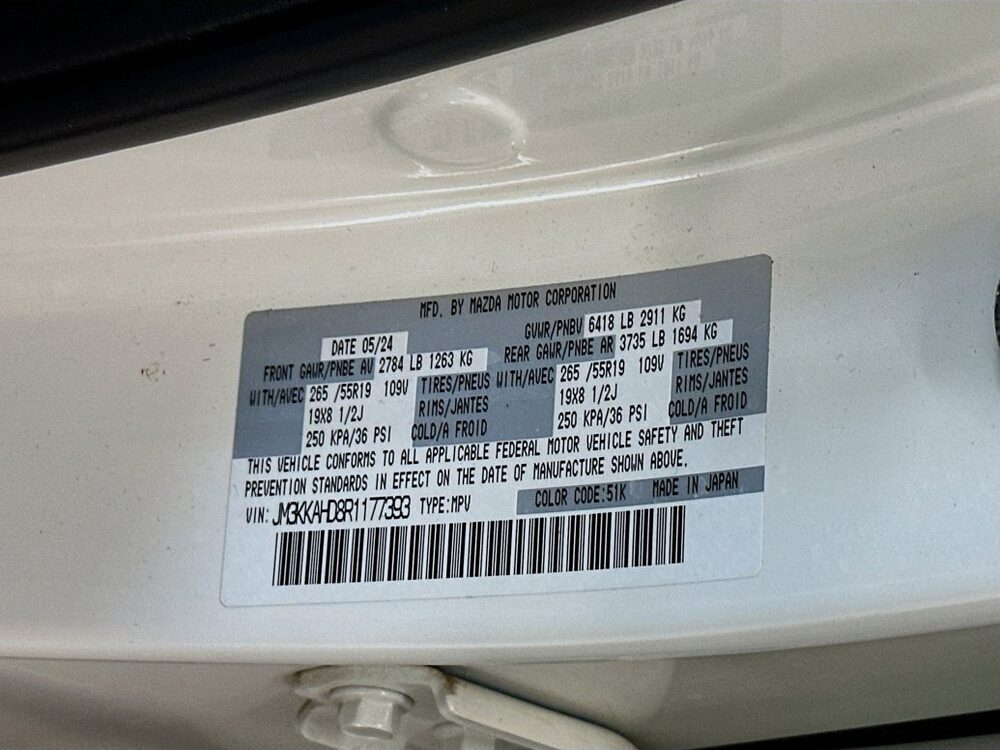 MFD. BY MAZDA MOTOR CORPORATION
DATE 05/24 GVWR/PNBV 6418 LB 2911 KG
FRONT GAWR/PNBE AV 2784 LB 1263 KG REAR GAWR/PNBE AR 3735 LB 1694 KG
WITH/AVEC 265 /55R19 109V TIRES/PNEUS WITH/AVEC 265 /55R19 109V TIRES/PNEUS
19X8 1/2J RIMS/JANTES 19X8 1/2J RIMS/JANTES
250 KPA/36 PSI COLD/A FROID 250 KPA/36 PSI COLD/A FROID
THIS VEHICLE CONFORMS TO ALL APPLICABLE FEDERAL MOTOR VEHICLE SAFETY AND THEFT
PREVENTION STANDARDS IN EFFECT ON THE DATE OF MANUFACTURE SHOWN ABOVE.
VIN: JM3KKAHD8R1177393 TYPE:MPV COLOR CODE:51K MADE IN JAPAN